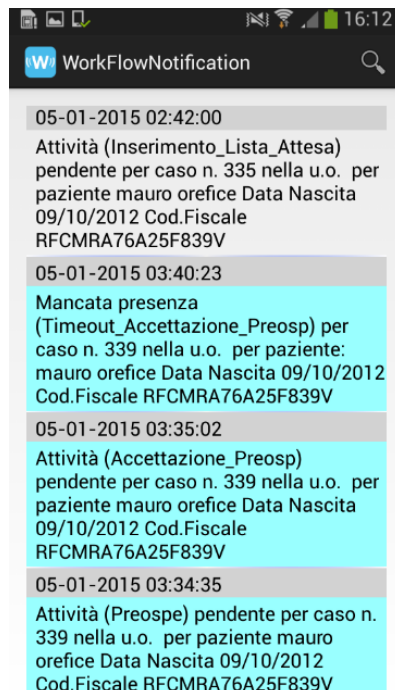 16:12
W WorkFlowNotification
05-01-2015 02:42:00
Attività (Inserimento_Lista_Attesa)
pendente per caso n. 335 nella u.o.  per
paziente mauro orefice Data Nascita
09/10/2012 Cod.Fiscale
RFCMRA76A25F839V
05-01-2015 03:40:23
Mancata presenza
(Timeout_Accettazione_Preosp) per
caso n. 339 nella u.o.  per paziente:
mauro orefice Data Nascita 09/10/2012
Cod.Fiscale RFCMRA76A25F839V
05-01-2015 03:35:02
Attività (Accettazione_Preosp)
pendente per caso n. 339 nella u.o.  per
paziente mauro orefice Data Nascita
09/10/2012 Cod.Fiscale
RFCMRA76A25F839V
05-01-2015 03:34:35
Attività (Preospe) pendente per caso n.
339 nella u.o.  per paziente mauro
orefice Data Nascita 09/10/2012
Cod.Fiscale RFCMRA76A25F839V